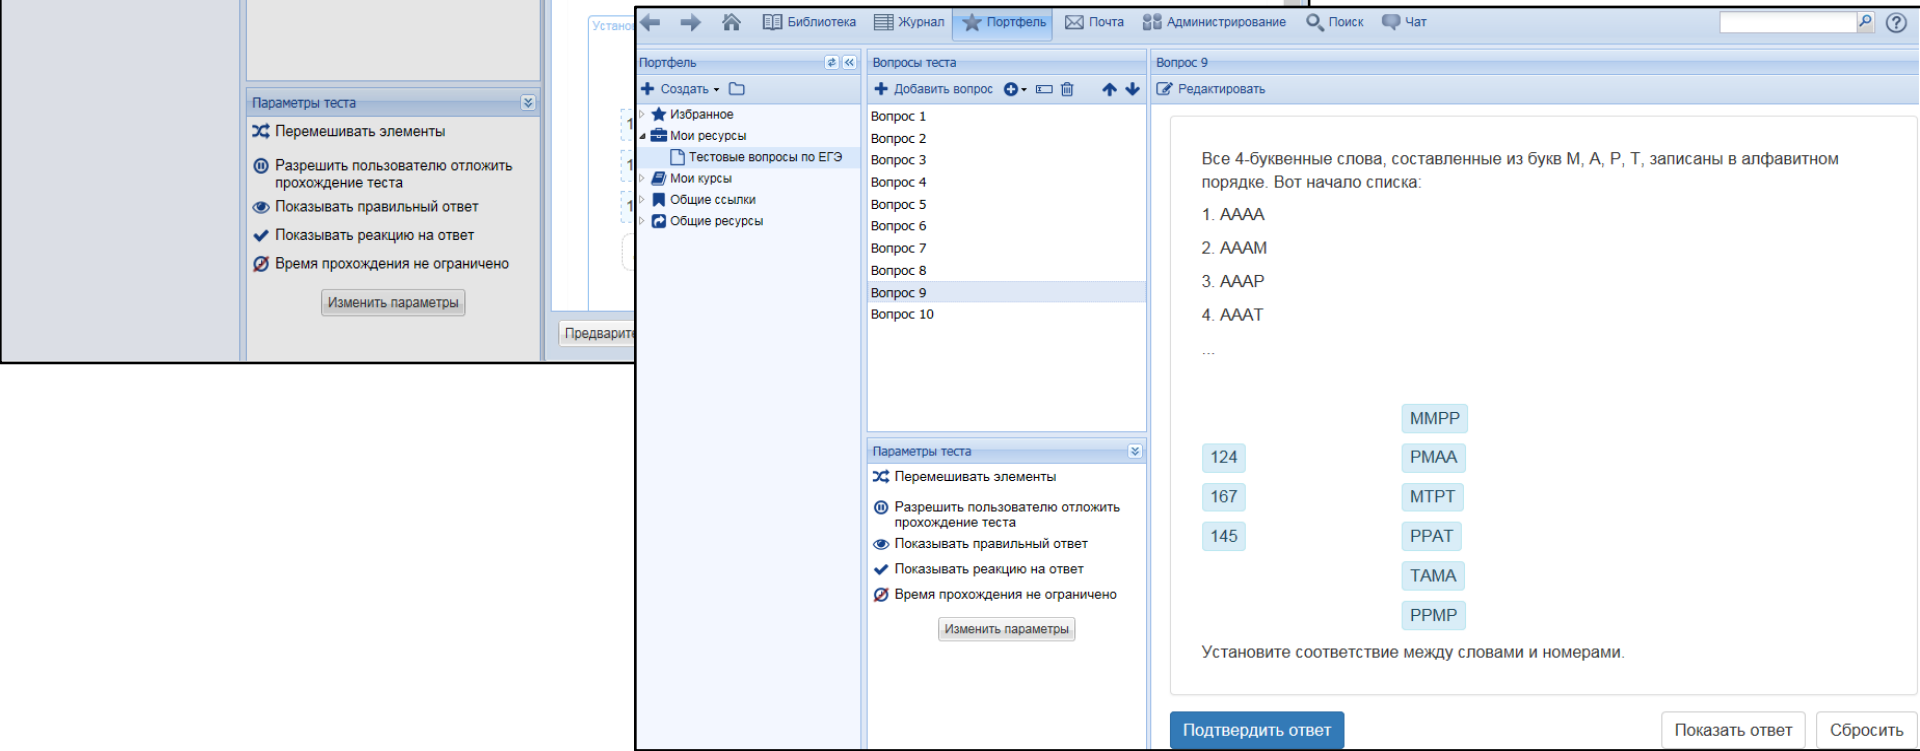 Параметры теста
Перемешивать элементы
Разрешить пользователю отложить
прохождение теста
Показывать правильный ответ
Показывать реакцию на ответ
Время прохождения не ограничено
Изменить параметры
Библиотека Журнал Портфель Почта Администрирование Поиск Чат
Портфель
Создать
Избранное
Мои ресурсы
Тестовые вопросы по ЕГЭ
Мои курсы
Общие ссылки
Общие ресурсы
Вопросы теста
Добавить вопрос
Вопрос 1
Вопрос 2
Вопрос 3
Вопрос 4
Вопрос 5
Вопрос 6
Вопрос 7
Вопрос 8
Вопрос 9
Вопрос 10
Параметры теста
Перемешивать элементы
Разрешить пользователю отложить
прохождение теста
Показывать правильный ответ
Показывать реакцию на ответ
Время прохождения не ограничено
Изменить параметры
Вопрос 9
Редактировать
Все 4-буквенные слова, составленные из букв М, А, Р, Т, записаны в алфавитном
порядке. Вот начало списка:
1. АААА
2. АААМ
3. АААР
4. АААТ
...
ММРР
124 РМАА
167 МТРТ
145 РРАТ
ТАМА
РРМР
Установите соответствие между словами и номерами.
Подтвердить ответ Показать ответ Сбросить